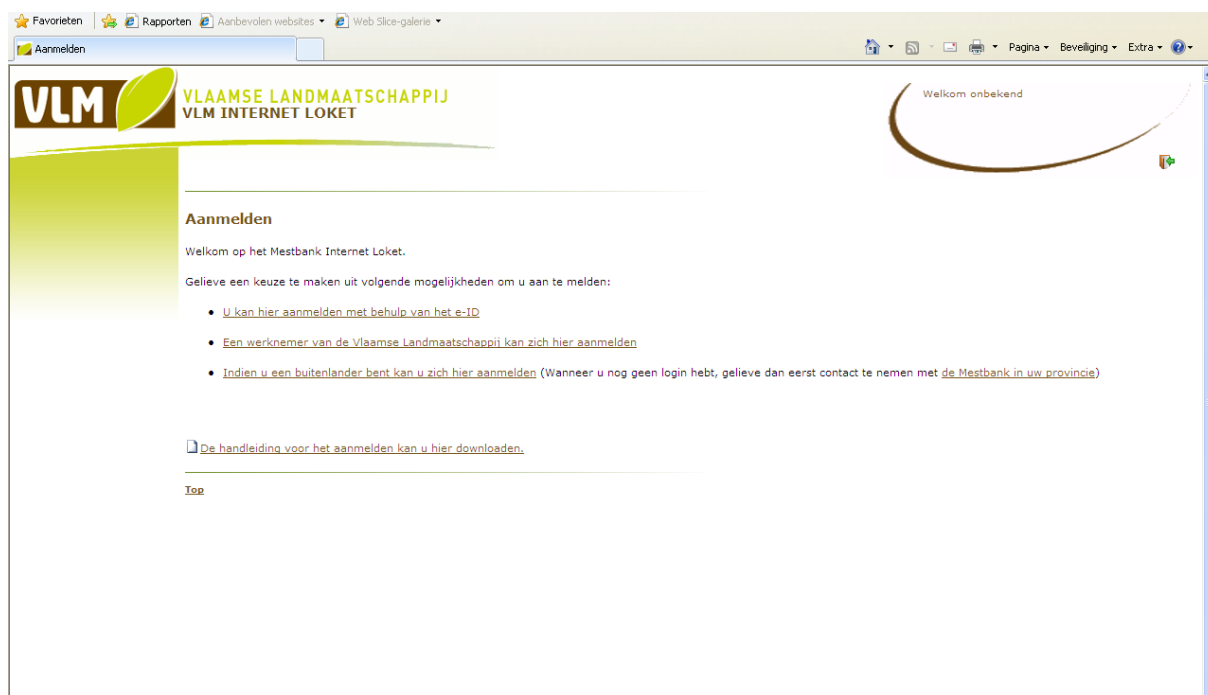 Favorieten Rapporten Aanbevolen websites Web Slice-galerie
Aanmelden Pagina Beveiliging Extra
VLM VLAAMSE LANDMAATSCHAPPIJ
VLM INTERNET LOKET
Welkom onbekend
Aanmelden
Welkom op het Mestbank Internet Loket.
Gelieve een keuze te maken uit volgende mogelijkheden om u aan te melden:
• U kan hier aanmelden met behulp van het e-ID
• Een werknemer van de Vlaamse Landmaatschappij kan zich hier aanmelden
• Indien u een buitenlander bent kan u zich hier aanmelden (Wanneer u nog geen login hebt, gelieve dan eerst contact te nemen met de Mestbank in uw provincie)
De handleiding voor het aanmelden kan u hier downloaden.
Top